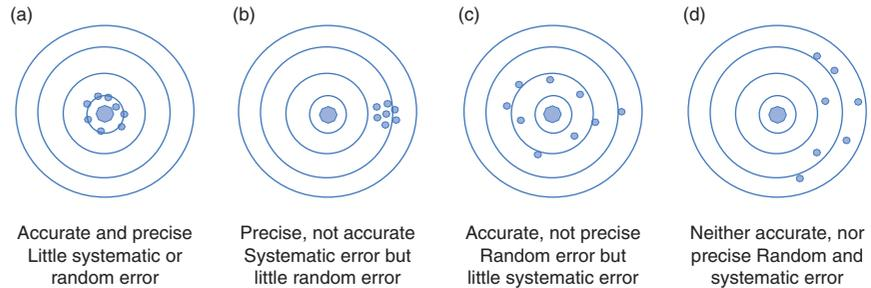 (a)
(b)
(c)
(d)
Accurate and precise
Little systematic or
random error
Precise, not accurate
Systematic error but
little random error
Accurate, not precise
Random error but
little systematic error
Neither accurate, nor
precise Random and
systematic error